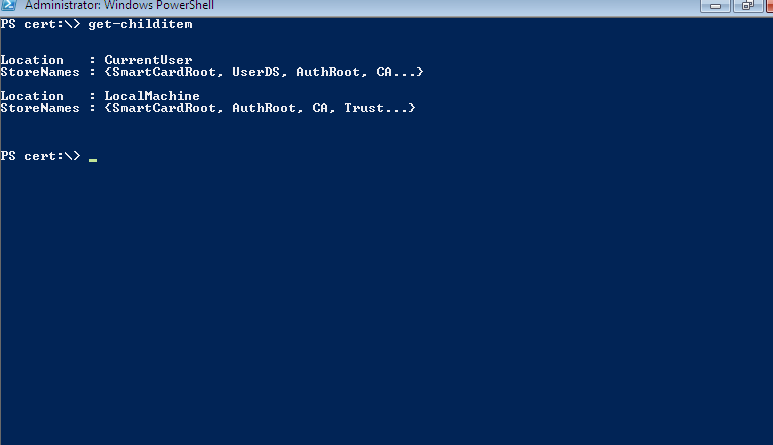 Administrator: Windows PowerShell
PS cert:\> get-childitem
Location   : CurrentUser
StoreNames : {SmartCardRoot, UserDS, AuthRoot, CA...}
Location   : LocalMachine
StoreNames : {SmartCardRoot, AuthRoot, CA, Trust...}
PS cert:\> _